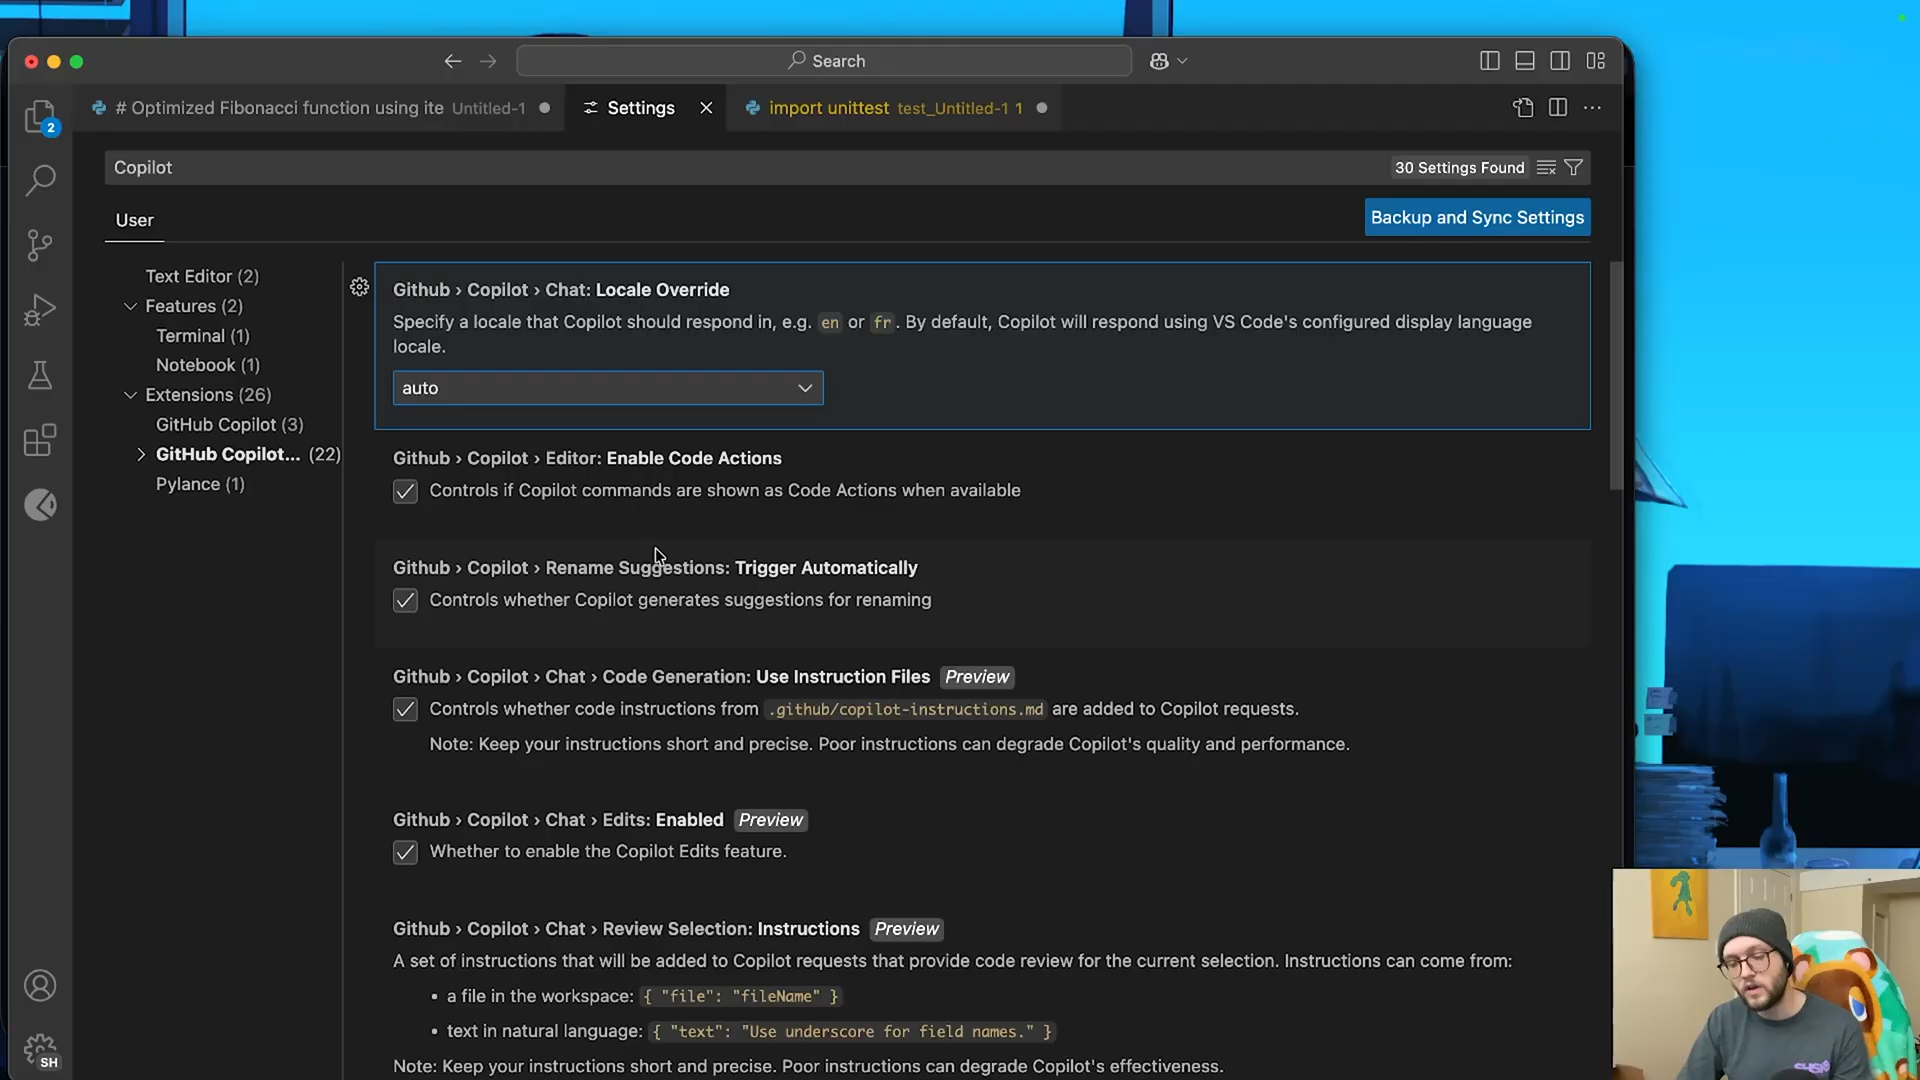 Search
# Optimized Fibonacci function using ite Untitled-1
Settings
import unittest test_Untitled-1 1
2
Copilot
30 Settings Found
User
Backup and Sync Settings
Text Editor (2)
Features (2)
Terminal (1)
Notebook (1)
Extensions (26)
GitHub Copilot (3)
GitHub Copilot... (22)
Pylance (1)
Github › Copilot › Chat: Locale Override
Specify a locale that Copilot should respond in, e.g. en or fr. By default, Copilot will respond using VS Code's configured display language
locale.
auto
Github › Copilot › Editor: Enable Code Actions
Controls if Copilot commands are shown as Code Actions when available
Github › Copilot › Rename Suggestions: Trigger Automatically
Controls whether Copilot generates suggestions for renaming
Github › Copilot › Chat › Code Generation: Use Instruction Files Preview
Controls whether code instructions from .github/copilot-instructions.md are added to Copilot requests.
Note: Keep your instructions short and precise. Poor instructions can degrade Copilot's quality and performance.
Github › Copilot › Chat › Edits: Enabled Preview
Whether to enable the Copilot Edits feature.
Github › Copilot › Chat › Review Selection: Instructions Preview
A set of instructions that will be added to Copilot requests that provide code review for the current selection. Instructions can come from:
• a file in the workspace: { "file": "fileName" }
• text in natural language: { "text": "Use underscore for field names." }
Note: Keep your instructions short and precise. Poor instructions can degrade Copilot's effectiveness.
SH